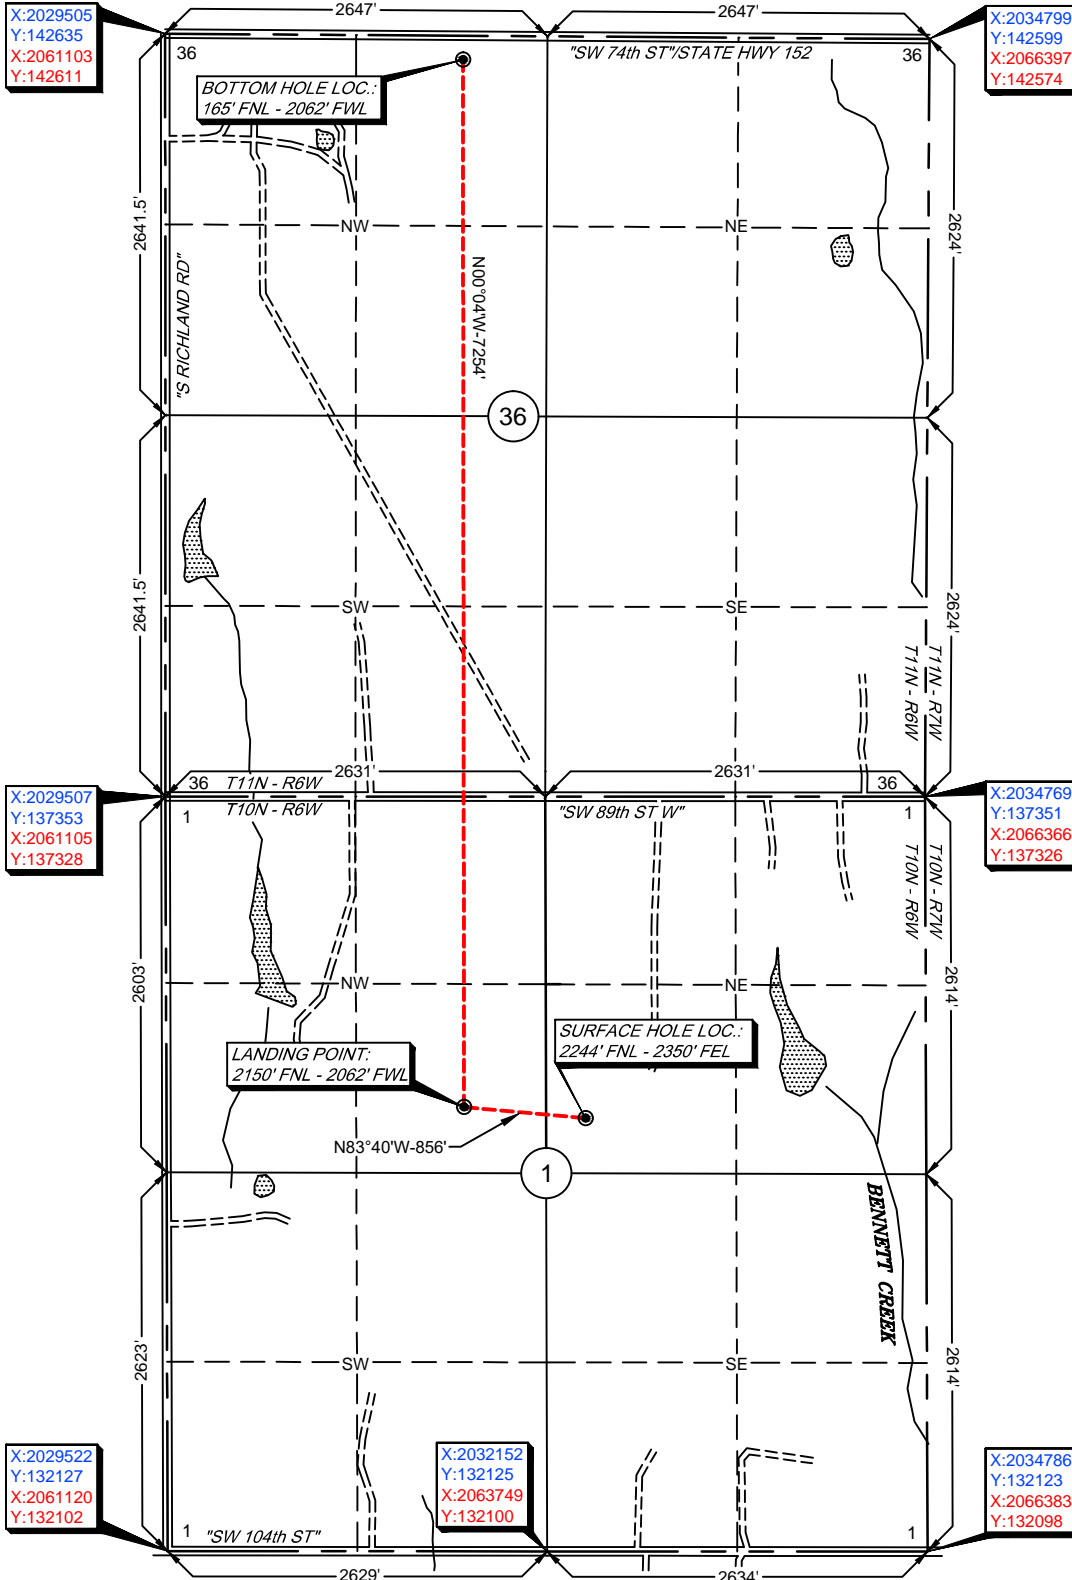 2647'
2647'
X:2029505
Y:142635
X:2061103
Y:142611
X:2034799
Y:142599
X:2066397
Y:142574
36
"SW 74th ST"/STATE HWY 152
36
BOTTOM HOLE LOC.:
165' FNL - 2062' FWL
2641.5'
NW
NE
2624'
"S RICHLAND RD"
N00°04'W-7254'
36
2641.5'
SW
SE
2624'
T11N - R6W
T11N - R7W
36
T11N - R6W
2631'
2631'
36
X:2029507
Y:137353
X:2061105
Y:137328
1
T10N - R6W
"SW 89th ST W"
1
X:2034769
Y:137351
X:2066366
Y:137326
T10N - R6W
T10N - R7W
2603'
NW
NE
2614'
LANDING POINT:
2150' FNL - 2062' FWL
SURFACE HOLE LOC.:
2244' FNL - 2350' FEL
N83°40'W-856'
1
BENNETT CREEK
2623'
SW
SE
2614'
X:2029522
Y:132127
X:2061120
Y:132102
X:2032152
Y:132125
X:2063749
Y:132100
X:2034786
Y:132123
X:2066383
Y:132098
1
"SW 104th ST"
1
2629'
2634'